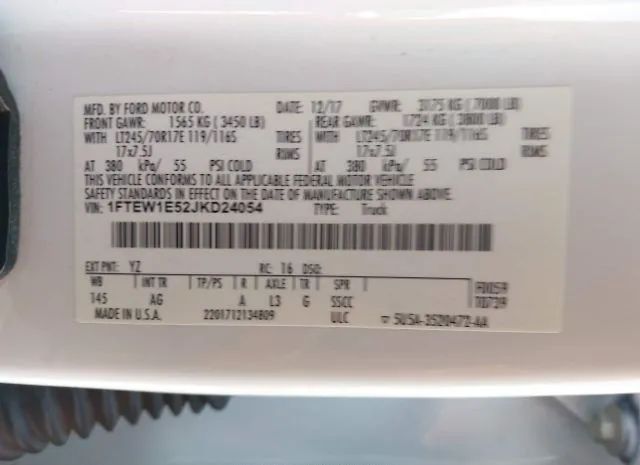 MFD. BY FORD MOTOR CO. DATE: 12/17 GVWR: 3175 KG ( 7000 LB)
FRONT GAWR: 1565 KG ( 3450 LB) REAR GAWR: 1724 KG ( 3800 LB)
WITH LT245/70R17E 119/116S TIRES WITH LT245/70R17E 119/116S TIRES
17x7.5J RIMS 17x7.5J RIMS
AT 380 kPa/ 55 PSI COLD AT 380 kPa/ 55 PSI COLD
THIS VEHICLE CONFORMS TO ALL APPLICABLE FEDERAL MOTOR VEHICLE
SAFETY STANDARDS IN EFFECT ON THE DATE OF MANUFACTURE SHOWN ABOVE.
VIN: 1FTEW1E52JKD24054 TYPE: Truck
EXT PNT: YZ RC: 16 DSO:
WB INT TR TP/PS R AXLE TR SPR
145 AG A L3 G SSCC
MADE IN U.S.A. 2201712134809 ULC 5U5A-3520472-AA